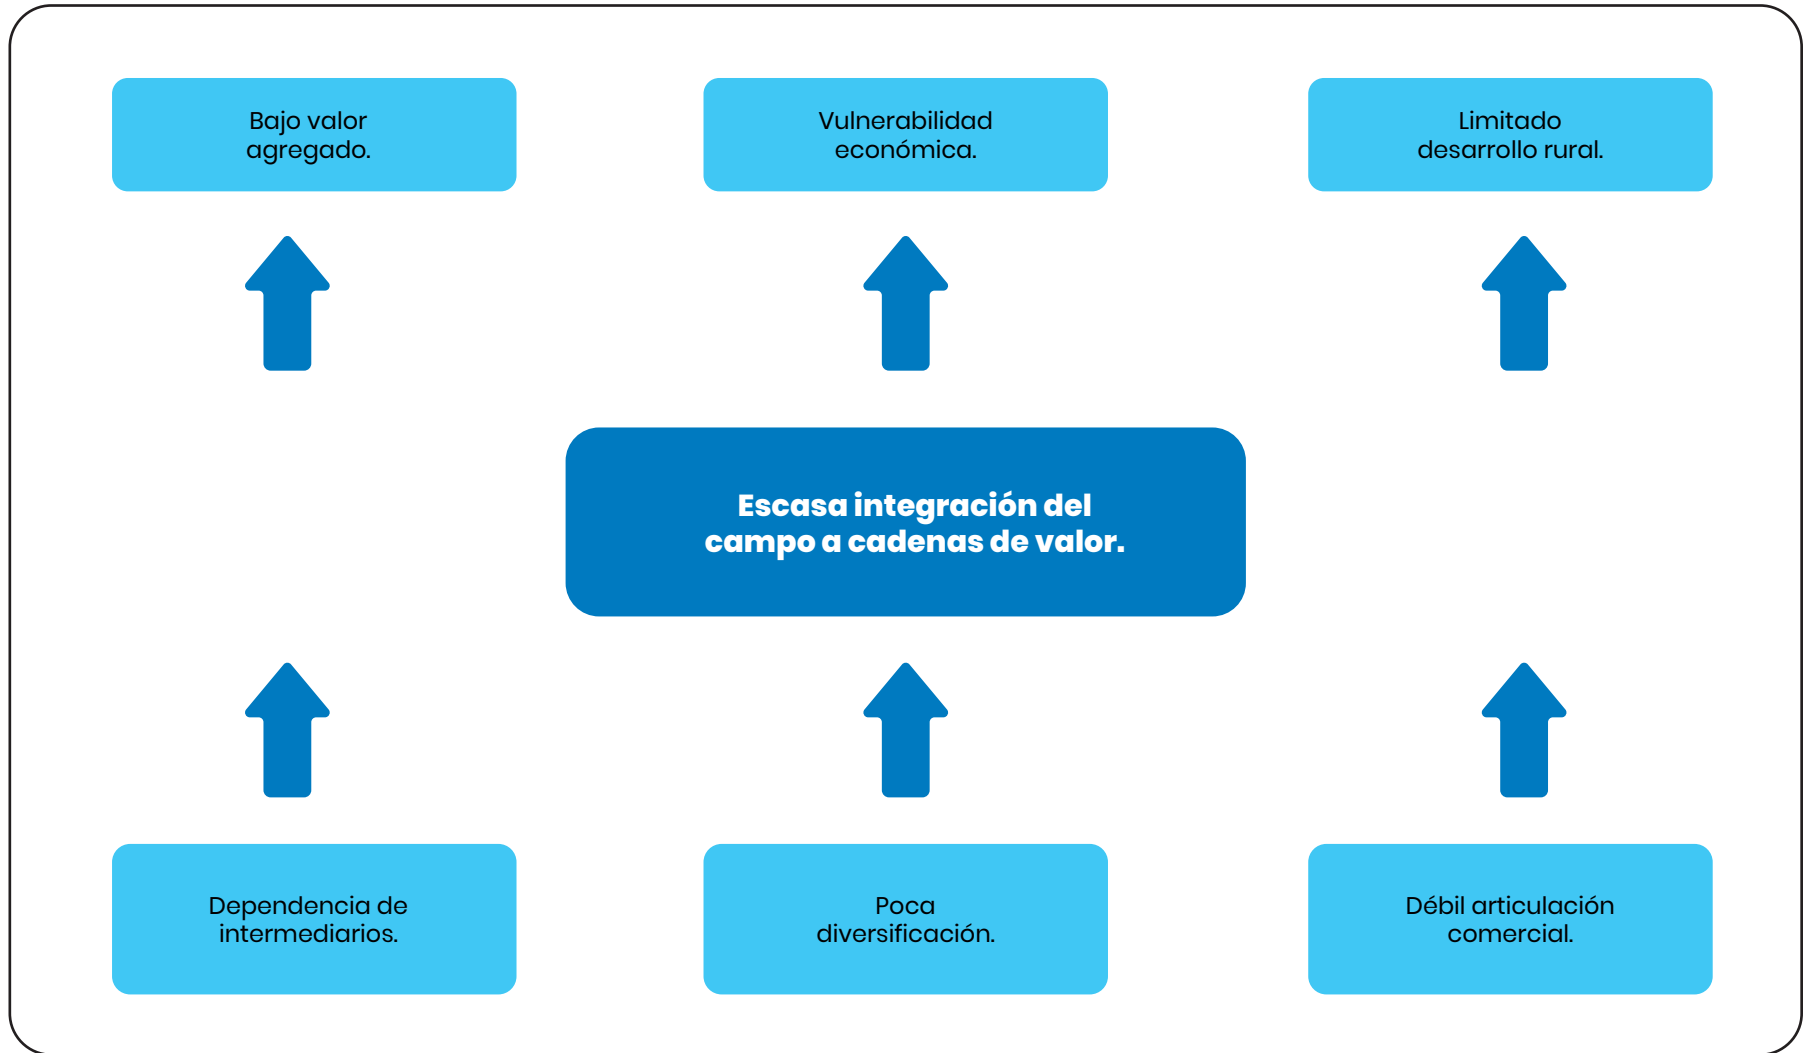 Bajo valor
agregado.
Vulnerabilidad
económica.
Limitado
desarrollo rural.
Escasa integración del
campo a cadenas de valor.
Dependencia de
intermediarios.
Poca
diversificación.
Débil articulación
comercial.